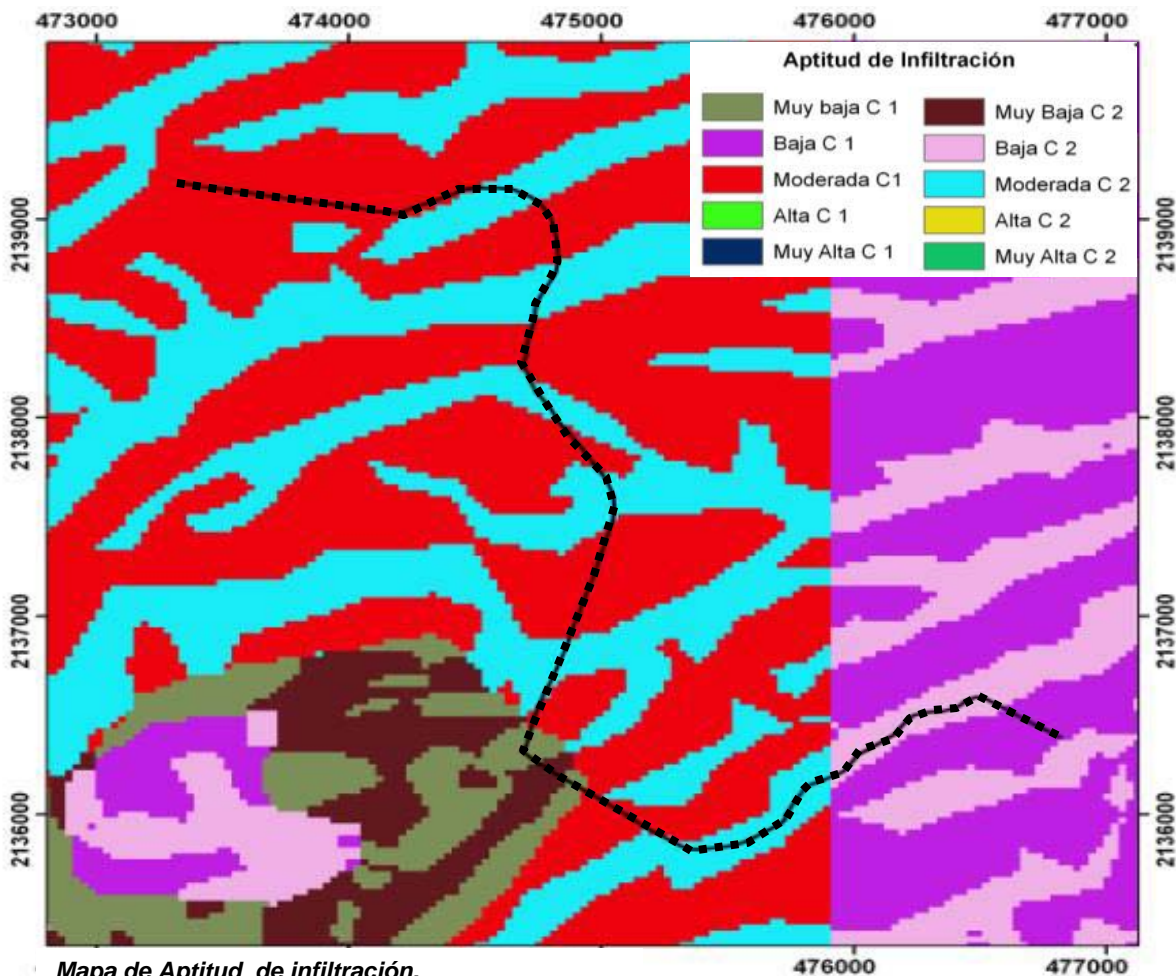 473000 474000 475000 476000 477000
Aptitud de Infiltración
Muy baja C 1
Baja C 1
Moderada C1
Alta C 1
Muy Alta C 1
Muy Baja C 2
Baja C 2
Moderada C 2
Alta C 2
Muy Alta C 2
2139000
2138000
2137000
2136000
2139000
2138000
2137000
2136000
476000 477000
Mapa de Aptitud de infiltración.